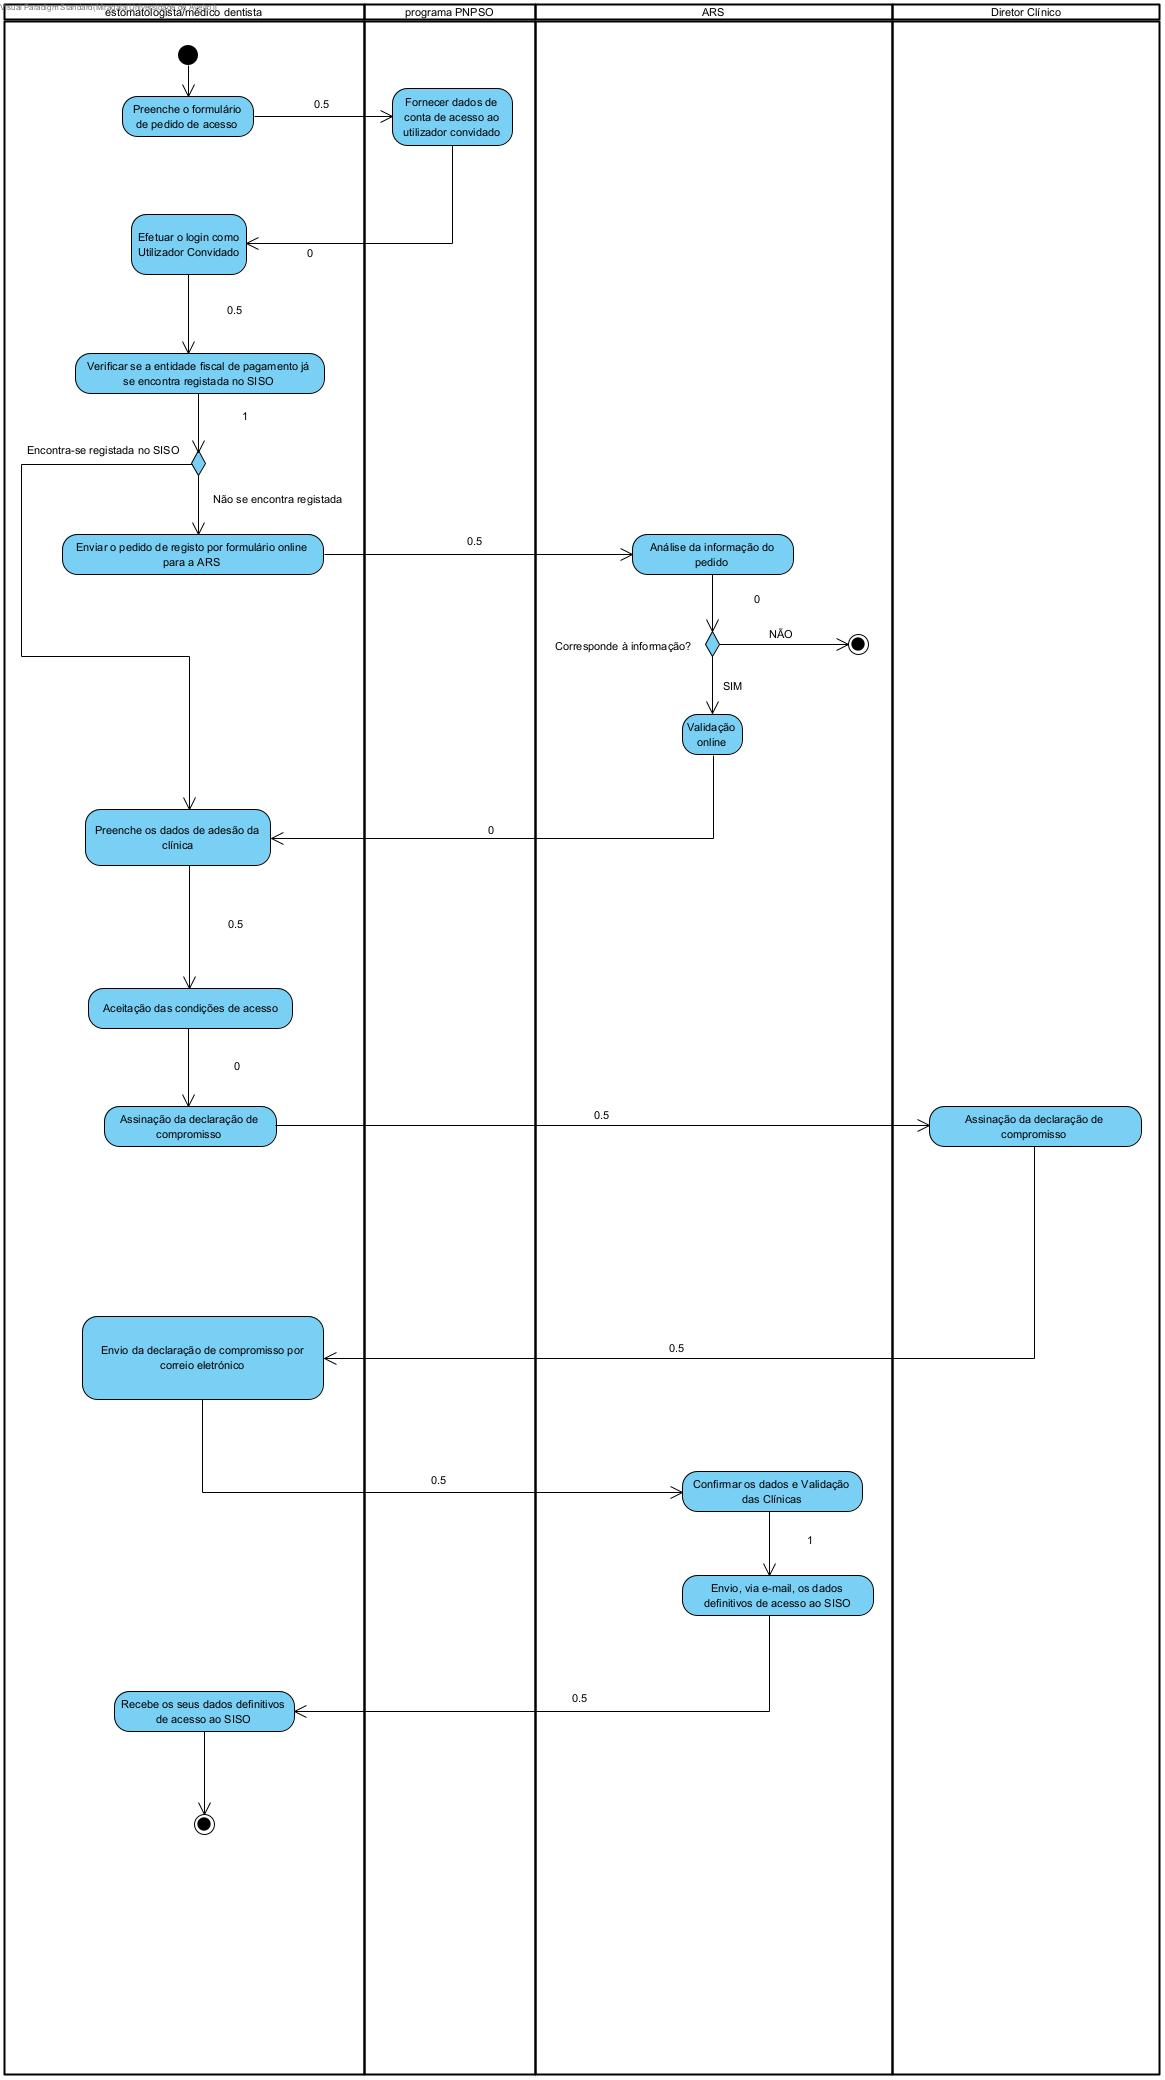 Visual Paradigm Standard
estomatologista/médico dentista
programa PNPSO
ARS
Diretor Clínico
Preenche o formulário
de pedido de acesso
0.5
Fornecer dados de
conta de acesso ao
utilizador convidado
Efetuar o login como
Utilizador Convidado
0
0.5
Verificar se a entidade fiscal de pagamento já
se encontra registada no SISO
1
Encontra-se registada no SISO
Não se encontra registada
Enviar o pedido de registo por formulário online
para a ARS
0.5
Análise da informação do
pedido
0
Corresponde à informação?
NÃO
SIM
Validação
online
Preenche os dados de adesão da
clínica
0
0.5
Aceitação das condições de acesso
0
Assinação da declaração de
compromisso
0.5
Assinação da declaração de
compromisso
Envio da declaração de compromisso por
correio eletrónico
0.5
0.5
Confirmar os dados e Validação
das Clínicas
1
Envio, via e-mail, os dados
definitivos de acesso ao SISO
Recebe os seus dados definitivos
de acesso ao SISO
0.5